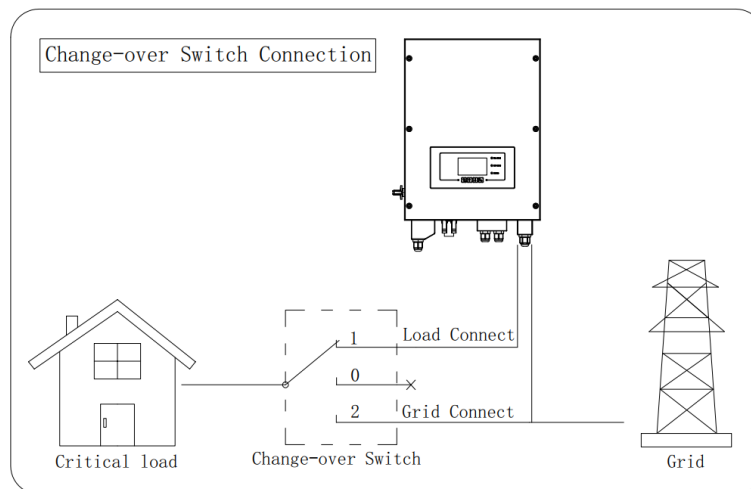 Change-over Switch Connection
1
Load Connect
0
2
Grid Connect
Critical load
Change-over Switch
Grid